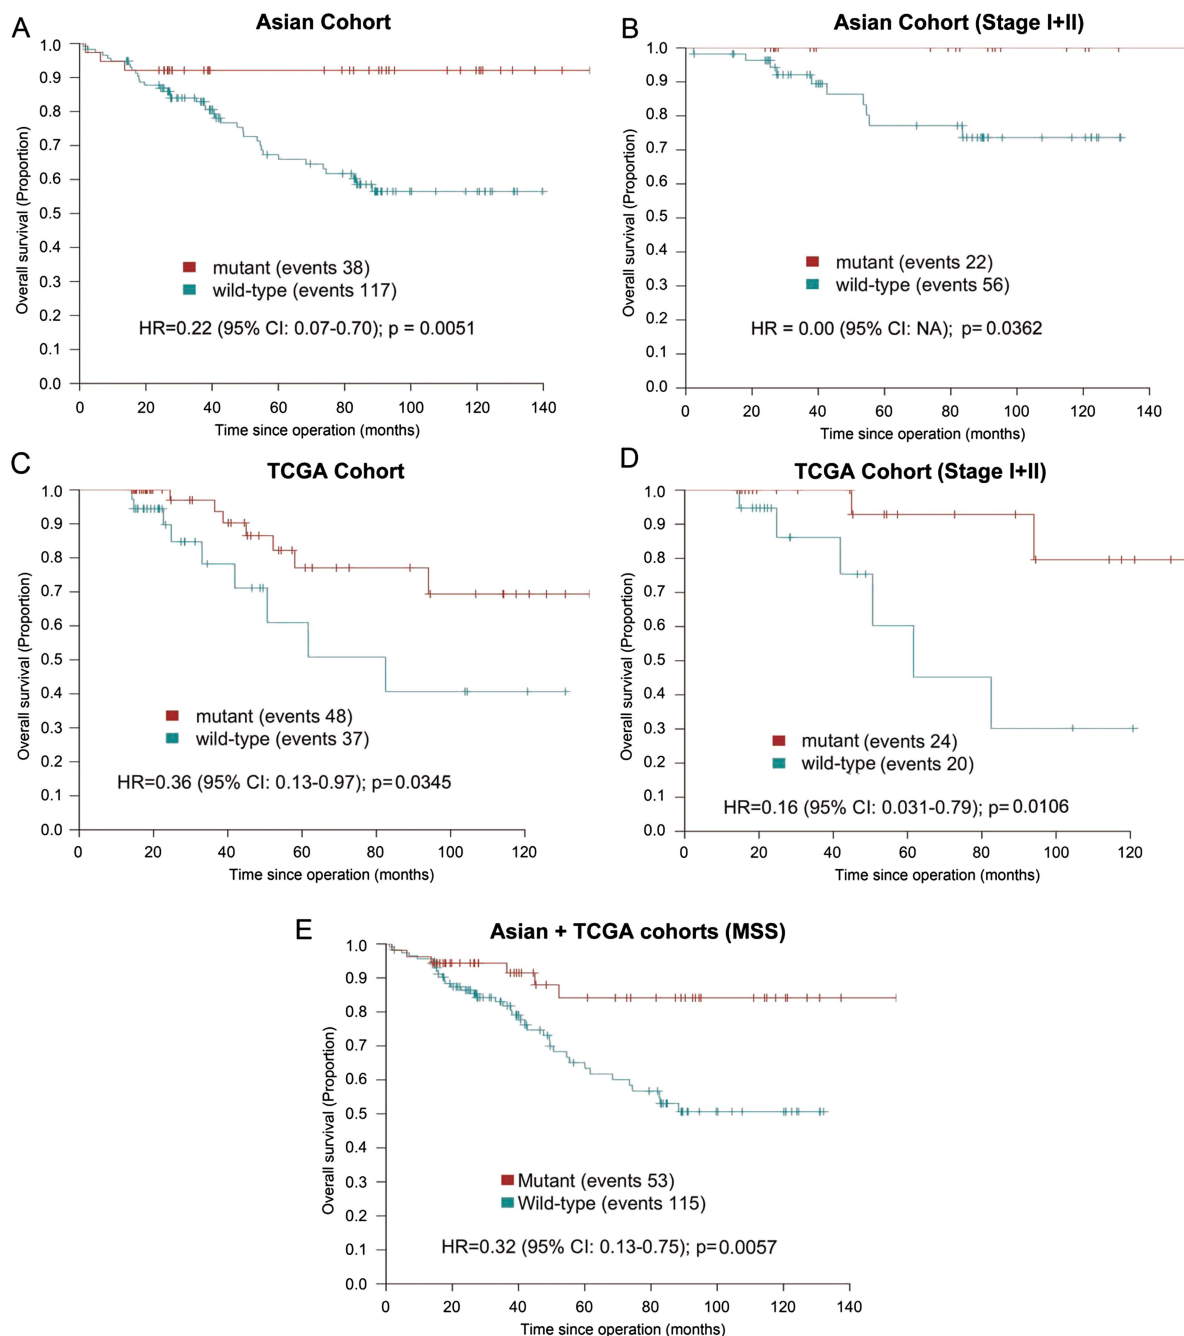 A
Asian Cohort
1.0
0.9
0.8
0.7
0.6
0.5
0.4
0.3
0.2
0.1
0.0
Overall survival (Proportion)
mutant (events 38)
wild-type (events 117)
HR=0.22 (95% CI: 0.07-0.70); p = 0.0051
0 20 40 60 80 100 120 140
Time since operation (months)
B
Asian Cohort (Stage I+II)
1.0
0.9
0.8
0.7
0.6
0.5
0.4
0.3
0.2
0.1
0.0
Overall survival (Proportion)
mutant (events 22)
wild-type (events 56)
HR = 0.00 (95% CI: NA); p= 0.0362
0 20 40 60 80 100 120 140
Time since operation (months)
C
TCGA Cohort
1.0
0.9
0.8
0.7
0.6
0.5
0.4
0.3
0.2
0.1
0.0
Overall survival (Proportion)
mutant (events 48)
wild-type (events 37)
HR=0.36 (95% CI: 0.13-0.97); p=0.0345
0 20 40 60 80 100 120
Time since operation (months)
D
TCGA Cohort (Stage I+II)
1.0
0.9
0.8
0.7
0.6
0.5
0.4
0.3
0.2
0.1
0.0
Overall survival (Proportion)
mutant (events 24)
wild-type (events 20)
HR=0.16 (95% CI: 0.031-0.79); p=0.0106
0 20 40 60 80 100 120
Time since operation (months)
E
Asian + TCGA cohorts (MSS)
1.0
0.9
0.8
0.7
0.6
0.5
0.4
0.3
0.2
0.1
0.0
Overall survival (Proportion)
Mutant (events 53)
Wild-type (events 115)
HR=0.32 (95% CI: 0.13-0.75); p=0.0057
0 20 40 60 80 100 120 140
Time since operation (months)